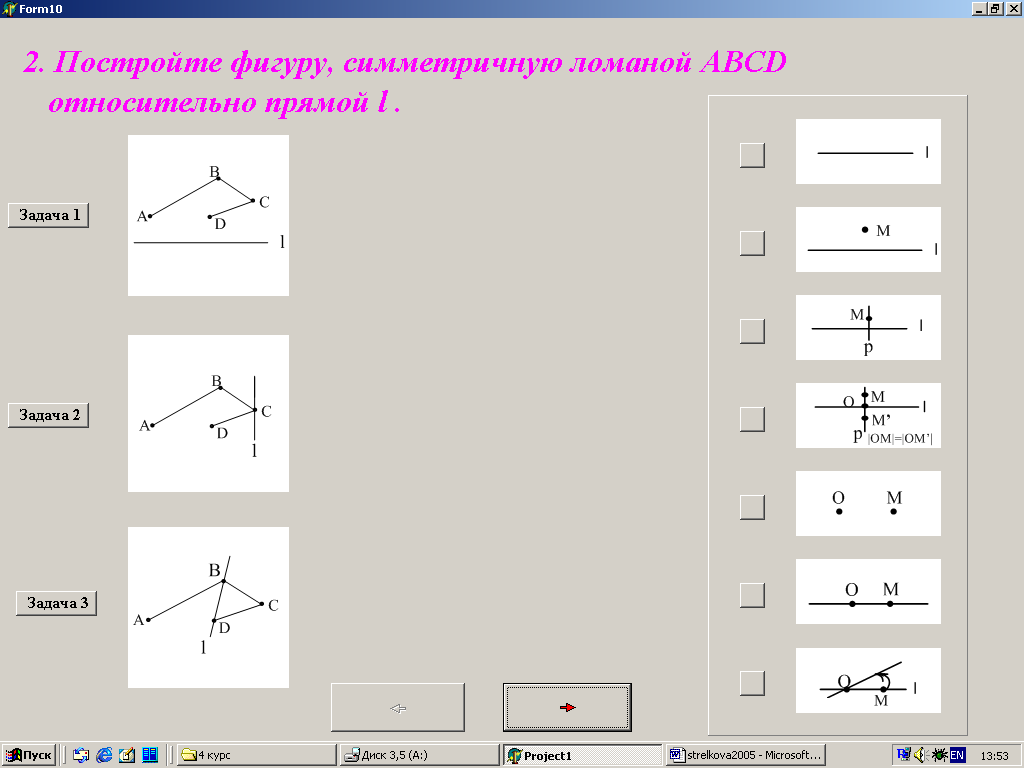 Form10
2. Постройте фигуру, симметричную ломаной ABCD
относительно прямой l .
Задача 1
B
A
C
D
l
Задача 2
B
A
C
D
l
Задача 3
B
A
C
D
l
l
M
l
M
l
p
O
M
l
M’
p |OM|=|OM’|
O M
O M
O
l
M
Пуск
4 курс
Диск 3,5 (A:)
Project1
strelkova2005 - Microsoft...
EN
13:53